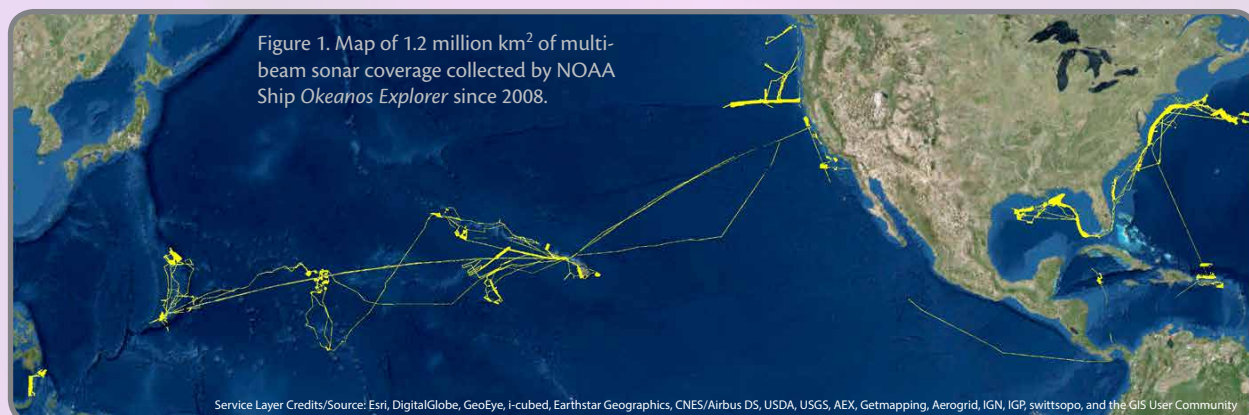 Figure 1. Map of 1.2 million km² of multi-
beam sonar coverage collected by NOAA
Ship Okeanos Explorer since 2008.
Service Layer Credits/Source: Esri, DigitalGlobe, GeoEye, i-cubed, Earthstar Geographics, CNES/Airbus DS, USDA, USGS, AEX, Getmapping, Aerogrid, IGN, IGP, swittsopo, and the GIS User Community